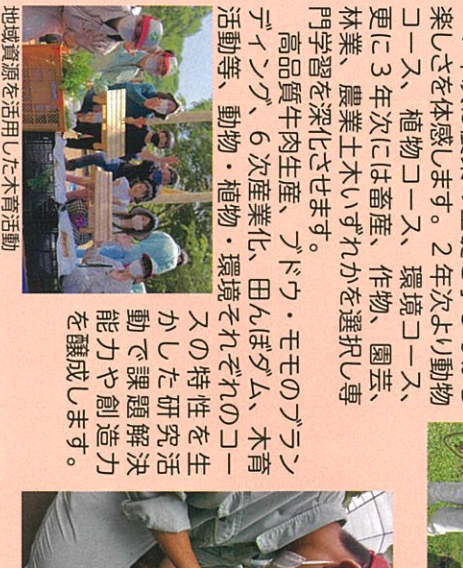 楽しさを体感します。2年次より動物
コース、植物コース、環境コース、
更に3年次には畜産、作物、園芸、
林業、農業土木いずれかを選択し専
門学習を深化させます。
高品質牛肉生産、ブドウ・モモのブラン
ディング、6次産業化、田んぼダム、木育
活動等、動物・植物・環境それぞれのコー
スの特性を生
かした研究活
動で課題解決
能力や創造力
を醸成します。
地域資源を活用した木育活動